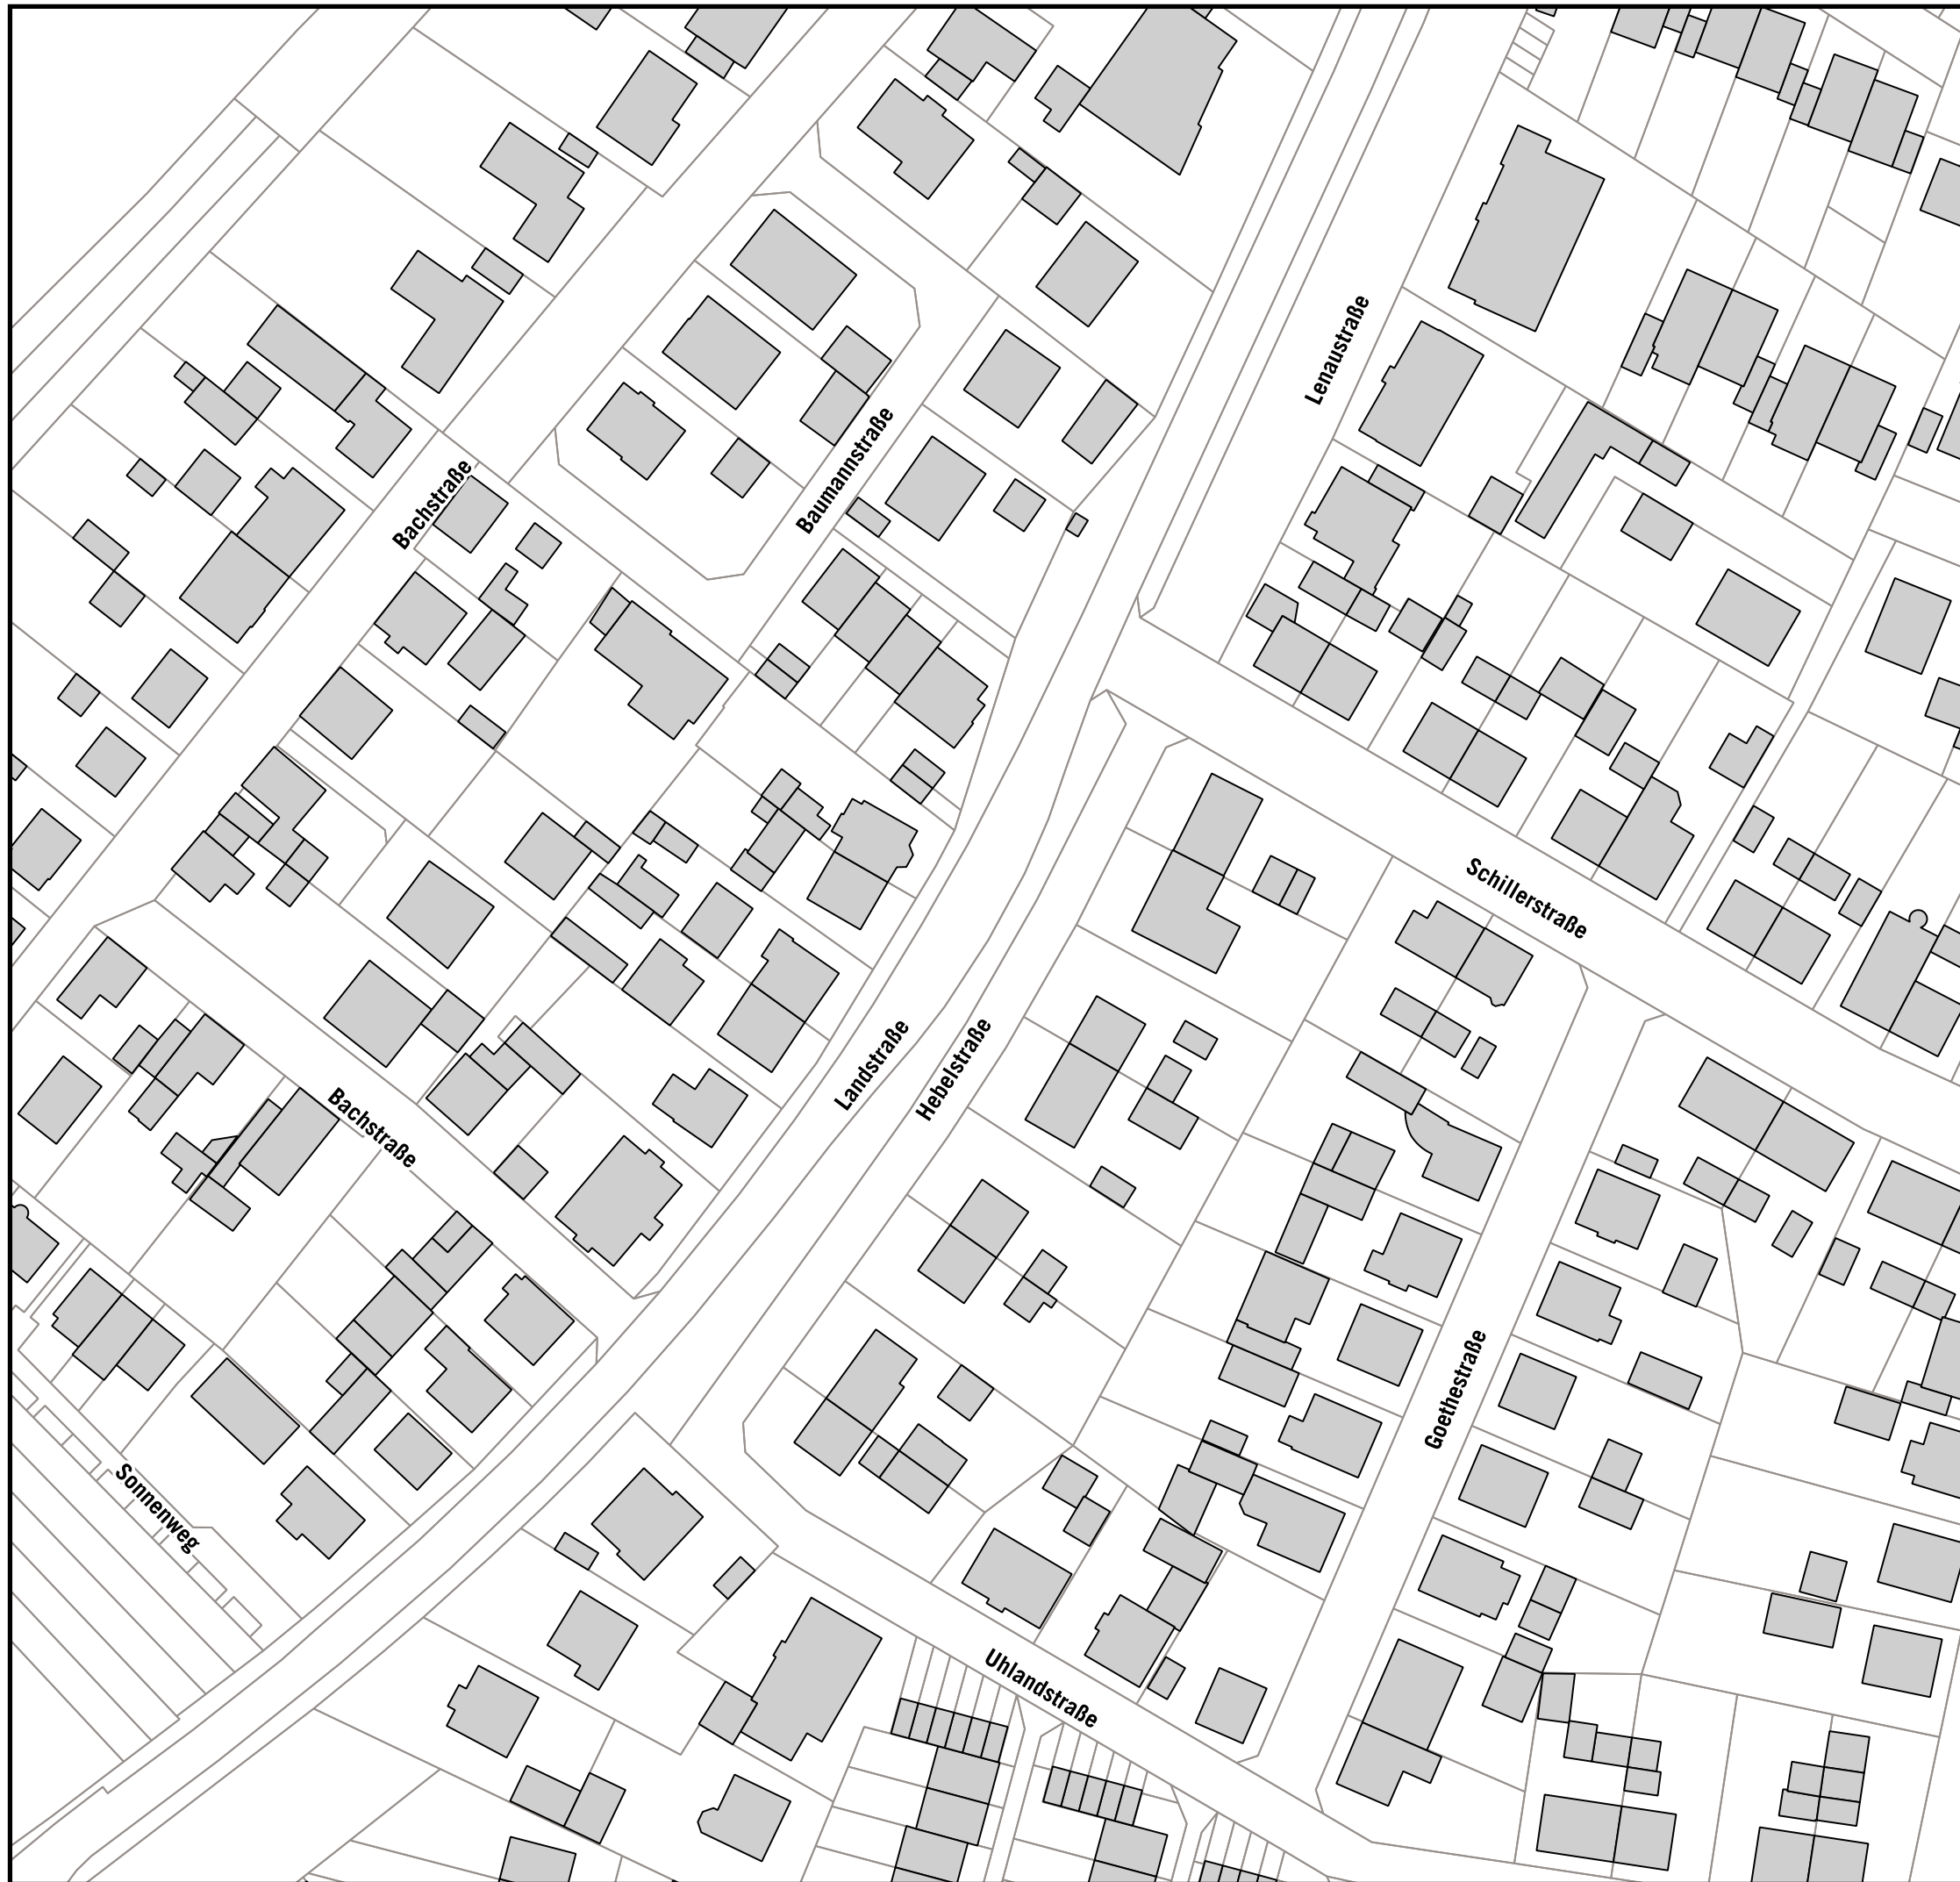 Lenaustraße
Bachstraße
Baumannstraße
Schillerstraße
Landstraße
Hebelstraße
Bachstraße
Goethestraße
Sonnenweg
Uhlandstraße